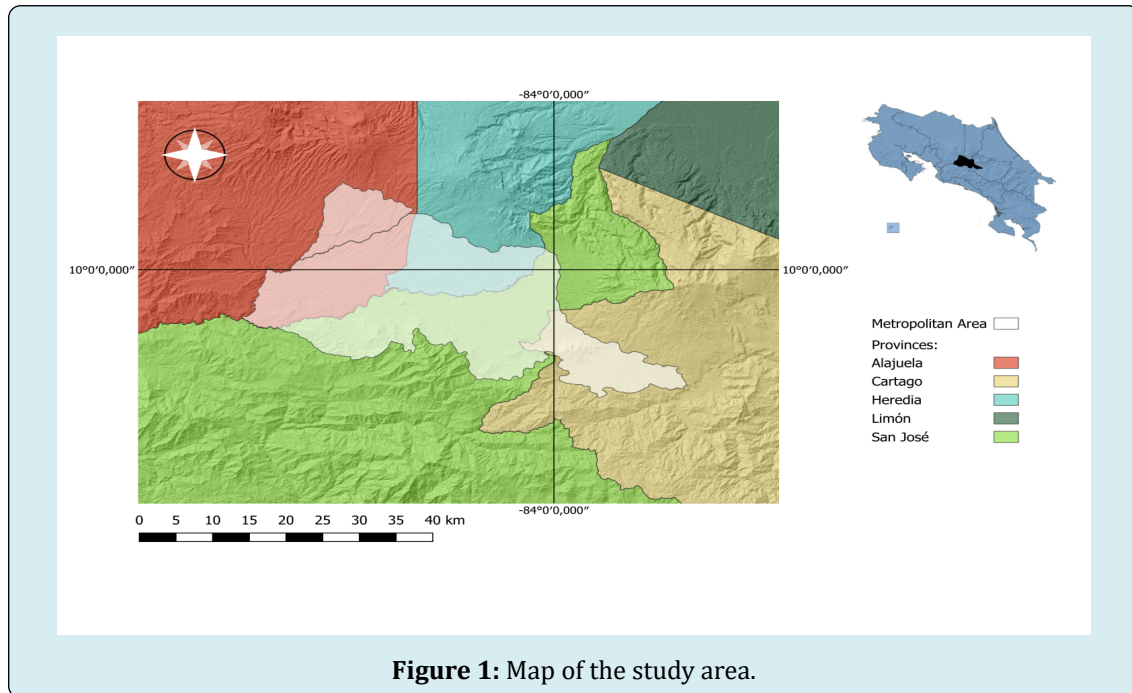 -84°0'0,000"
10°0'0,000"
10°0'0,000"
-84°0'0,000"
0 5 10 15 20 25 30 35 40 km
Metropolitan Area
Provinces:
Alajuela
Cartago
Heredia
Limón
San José
Figure 1: Map of the study area.